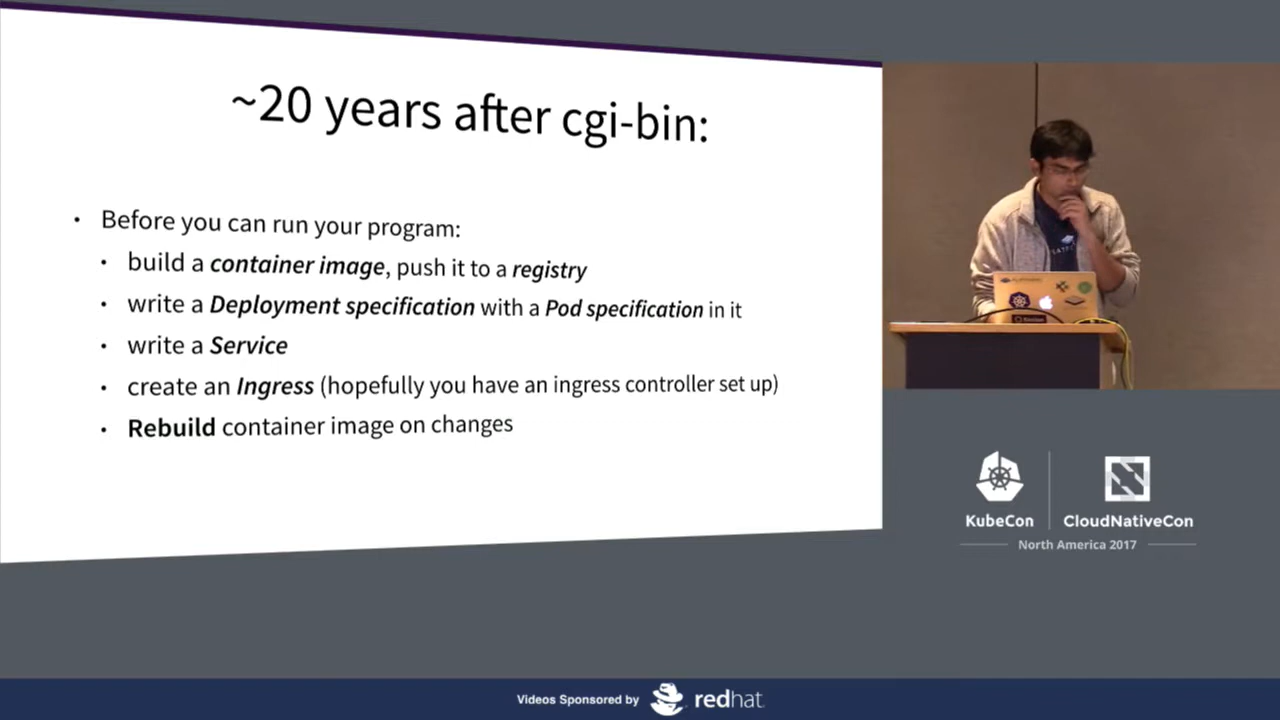 ~20 years after cgi-bin:
• Before you can run your program:
• build a container image, push it to a registry
• write a Deployment specification with a Pod specification in it
• write a Service
• create an Ingress (hopefully you have an ingress controller set up)
• Rebuild container image on changes
KubeCon
CloudNativeCon
North America 2017
Videos Sponsored by
redhat